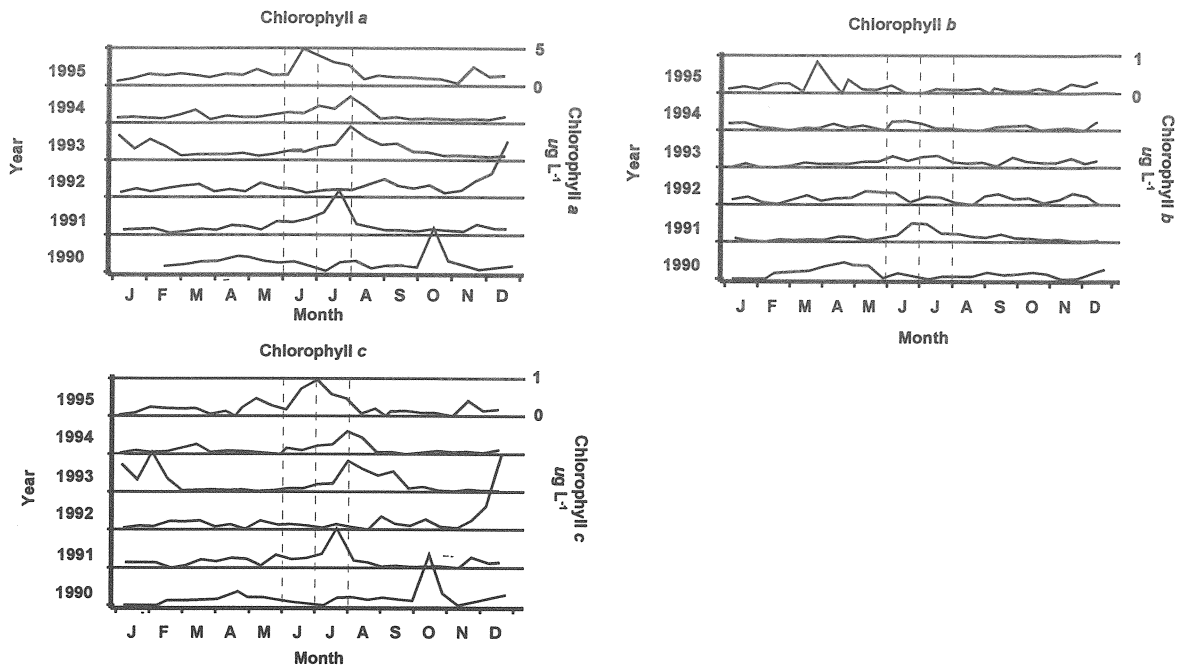 Chlorophyll a
1995
1994
1993
1992
1991
1990
Year
5
0
Chlorophyll a
ug L-1
J F M A M J J A S O N D
Month
Chlorophyll b
1995
1994
1993
1992
1991
1990
Year
1
0
Chlorophyll b
ug L-1
J F M A M J J A S O N D
Month
Chlorophyll c
1995
1994
1993
1992
1991
1990
Year
1
0
Chlorophyll c
ug L-1
J F M A M J J A S O N D
Month